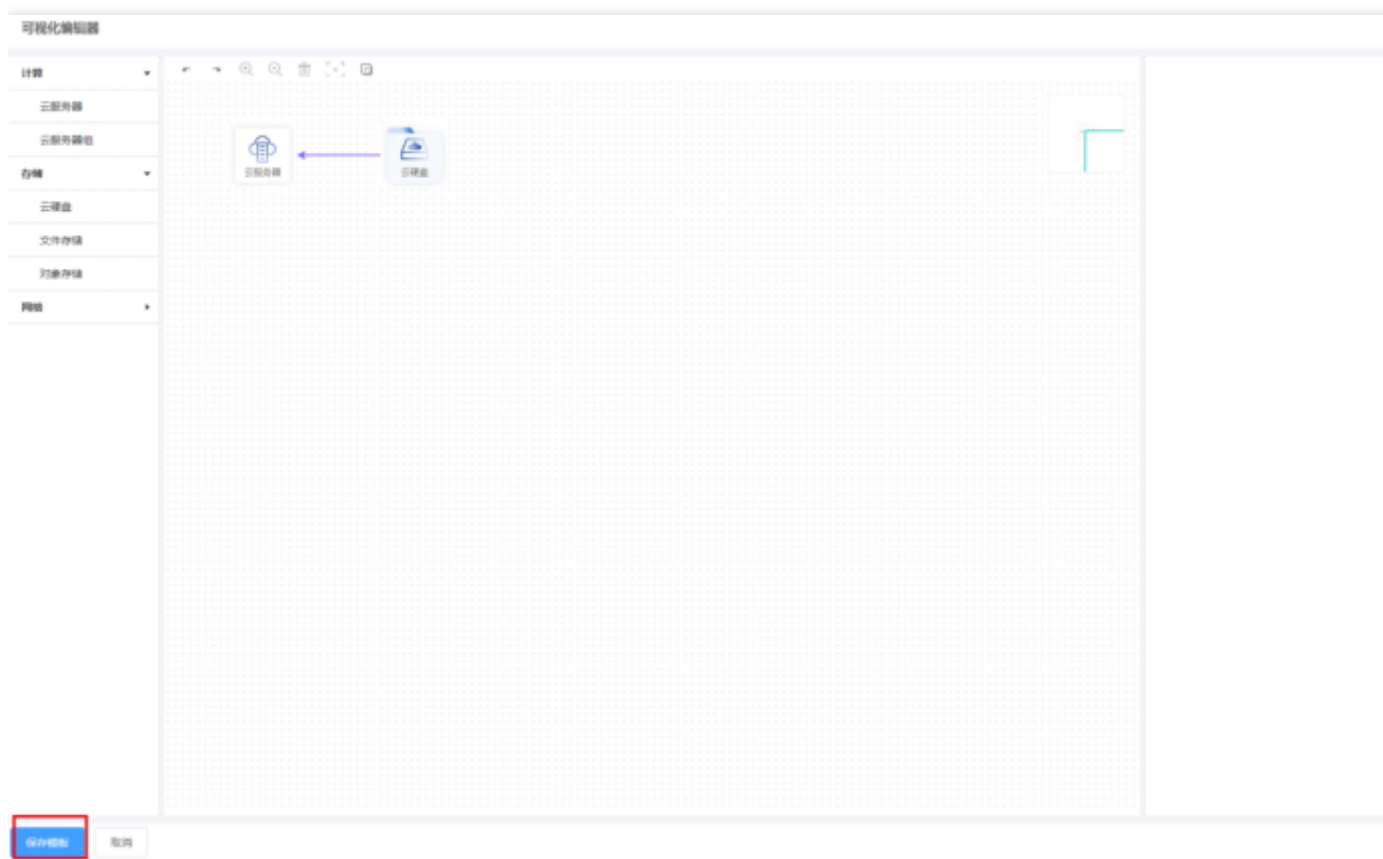 可视化编辑器
计算
云服务器
云服务器组
存储
云硬盘
文件存储
对象存储
网络
云服务器
云硬盘
保存模板
取消